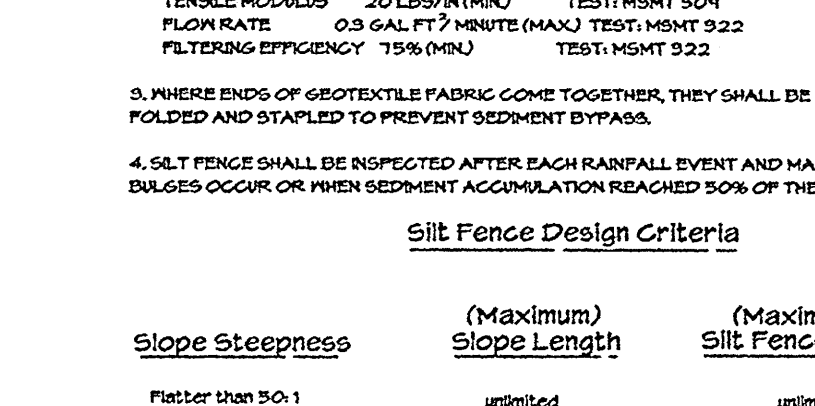 TENSILE MODULUS 20 LBS/IN (MIN.) TEST: MSMT 509
FLOW RATE 0.3 GAL FT²/ MINUTE (MAX.) TEST: MSMT 322
FILTERING EFFICIENCY 75% (MIN.) TEST: MSMT 322
3. WHERE ENDS OF GEOTEXTILE FABRIC COME TOGETHER, THEY SHALL BE
FOLDED AND STAPLED TO PREVENT SEDIMENT BYPASS.
4. SILT FENCE SHALL BE INSPECTED AFTER EACH RAINFALL EVENT AND MA
BULGES OCCUR OR WHEN SEDIMENT ACCUMULATION REACHED 50% OF THE
Silt Fence Design Criteria
(Maximum) (Maxim
Slope Steepness Slope Length Silt Fenc
Flatter than 50:1 unlimited unlim